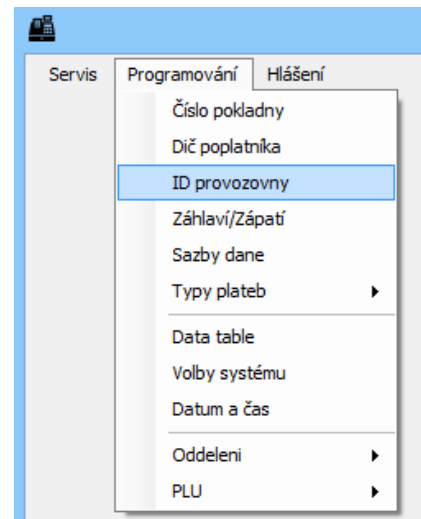 Servis Programování Hlášení
Číslo pokladny
Dič poplatníka
ID provozovny
Záhlaví/Zápatí
Sazby dane
Typy plateb
Data table
Volby systému
Datum a čas
Oddeleni
PLU